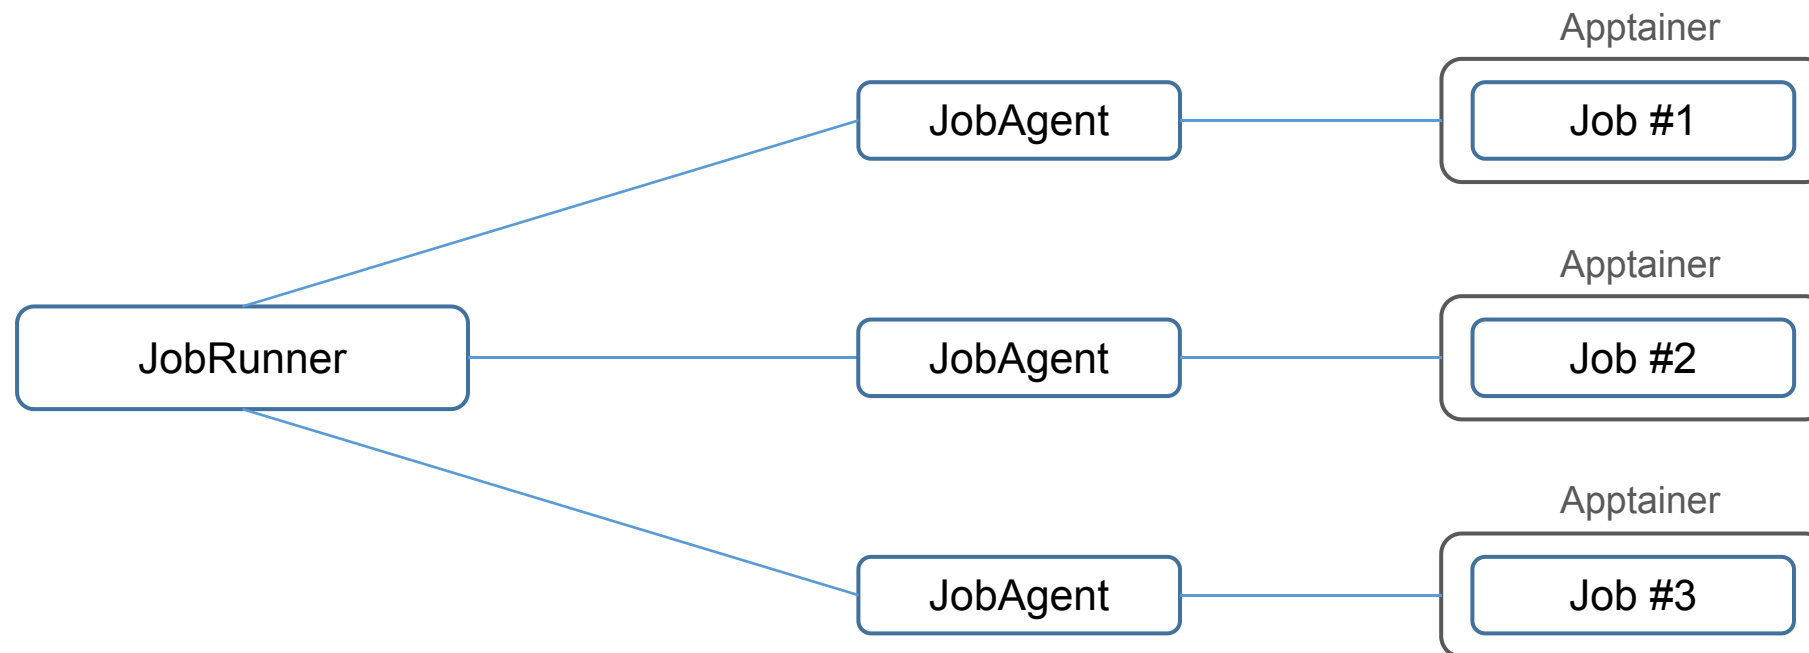 Apptainer
JobAgent
Job #1
Apptainer
JobRunner
JobAgent
Job #2
Apptainer
JobAgent
Job #3